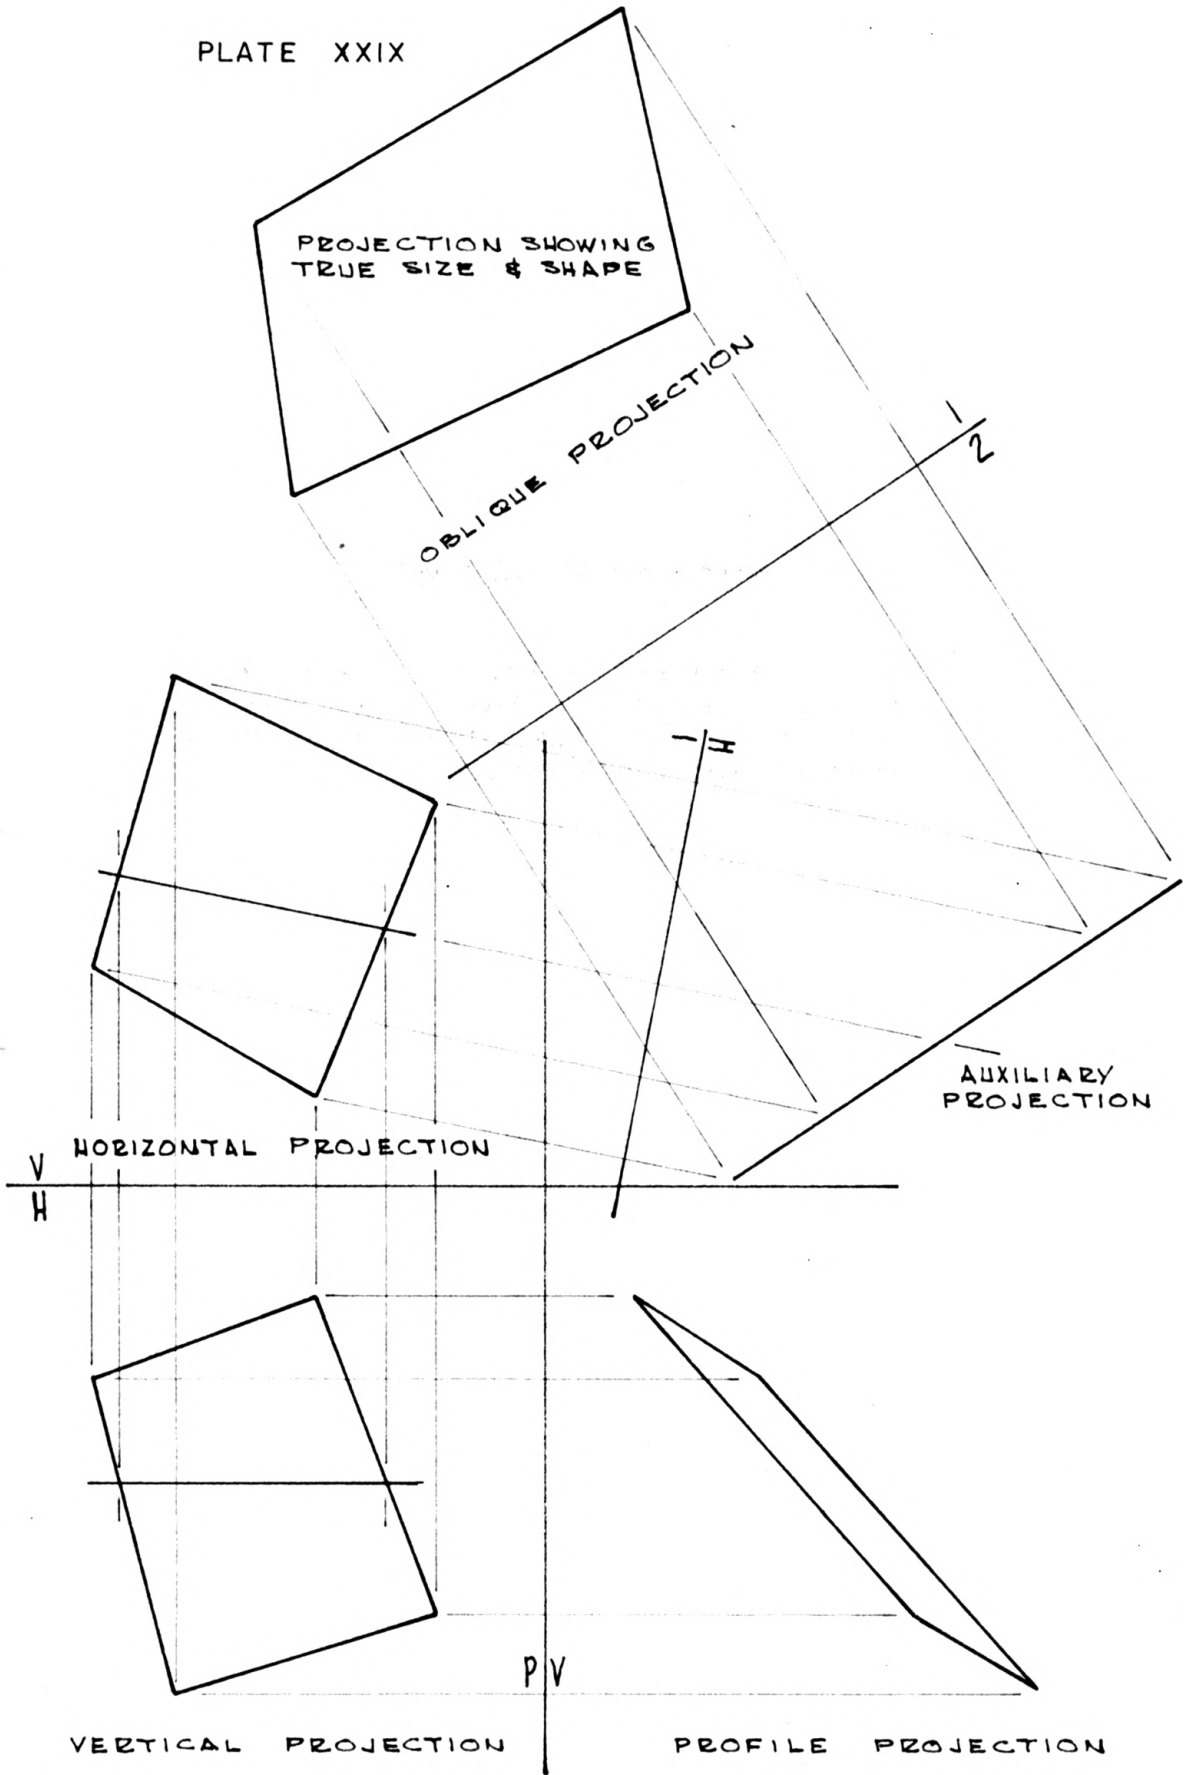 PLATE XXIX
PROJECTION SHOWING
TRUE SIZE & SHAPE
OBLIQUE PROJECTION
1
2
1 H
AUXILIARY
PROJECTION
HORIZONTAL PROJECTION
V
H
P V
VERTICAL PROJECTION
PROFILE PROJECTION